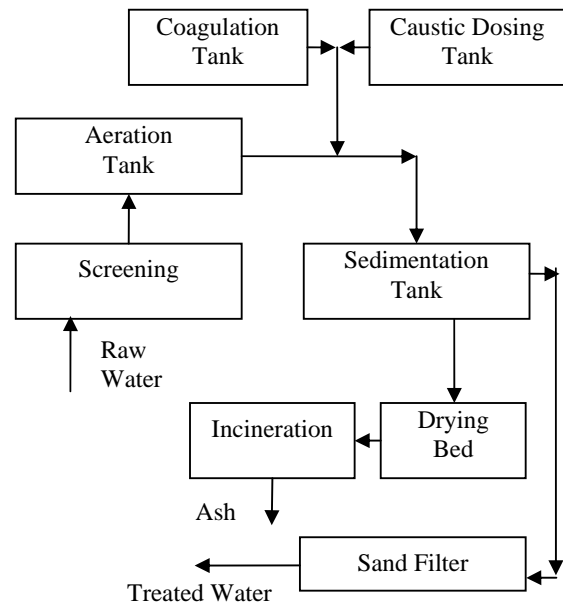 Coagulation
Tank
Caustic Dosing
Tank
Aeration
Tank
Screening
Sedimentation
Tank
Raw
Water
Incineration
Drying
Bed
Ash
Sand Filter
Treated Water